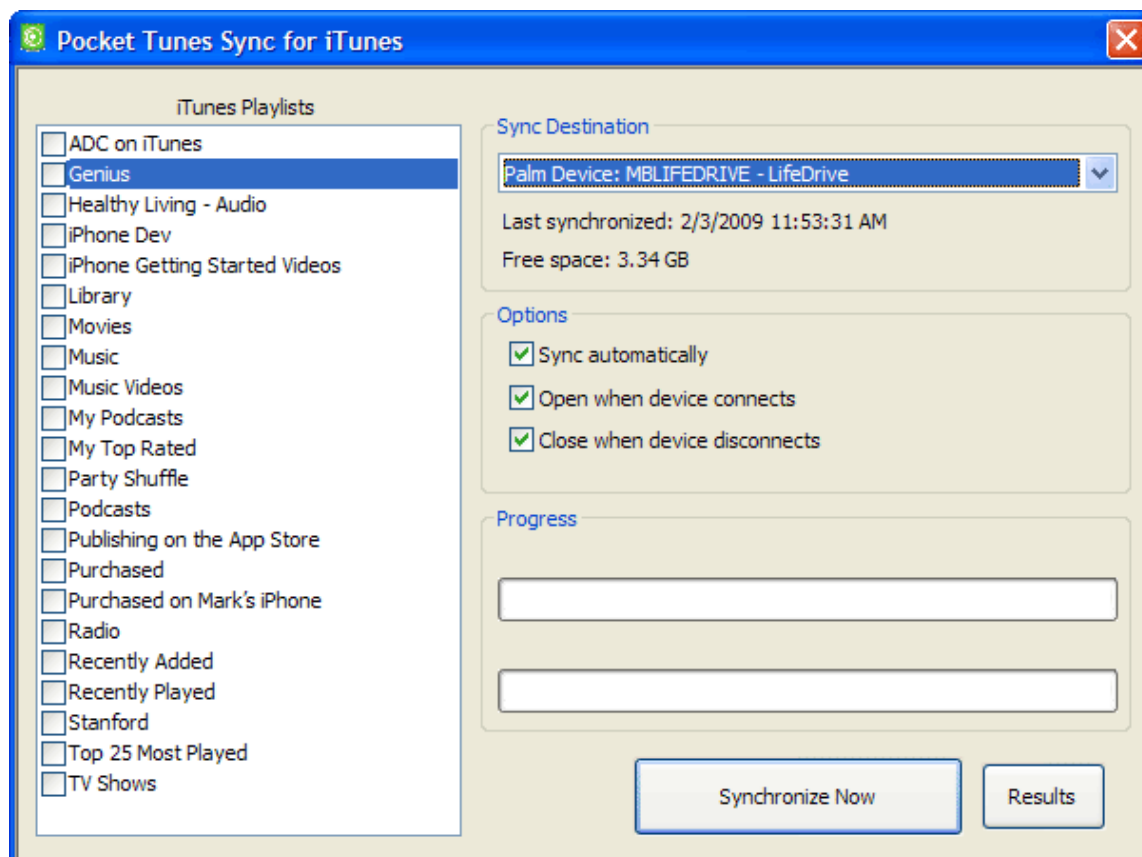 Pocket Tunes Sync for iTunes
iTunes Playlists
ADC on iTunes
Genius
Healthy Living - Audio
iPhone Dev
iPhone Getting Started Videos
Library
Movies
Music
Music Videos
My Podcasts
My Top Rated
Party Shuffle
Podcasts
Publishing on the App Store
Purchased
Purchased on Mark's iPhone
Radio
Recently Added
Recently Played
Stanford
Top 25 Most Played
TV Shows
Sync Destination
Palm Device: MBLIFEDRIVE - LifeDrive
Last synchronized: 2/3/2009 11:53:31 AM
Free space: 3.34 GB
Options
Sync automatically
Open when device connects
Close when device disconnects
Progress
Synchronize Now
Results